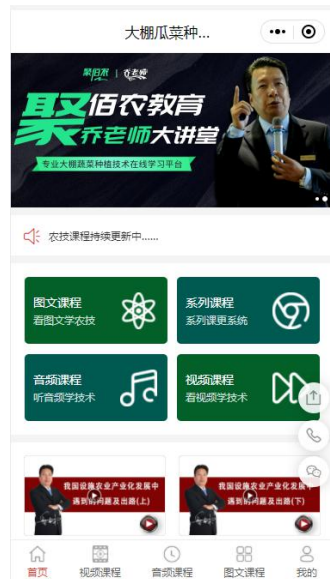 大棚瓜菜种...
聚佰农 | 乔老师
聚佰农教育
乔老师大讲堂
专业大棚蔬菜种植技术在线学习平台
农技课程持续更新中......
图文课程
看图文学农技
系列课程
系列课更系统
音频课程
听音频学技术
视频课程
看视频学技术
我国设施农业产业化发展中
遇到的问题及出路(上)
我国设施农业产业化发展中
遇到的问题及出路(下)
首页
视频课程
音频课程
图文课程
我的